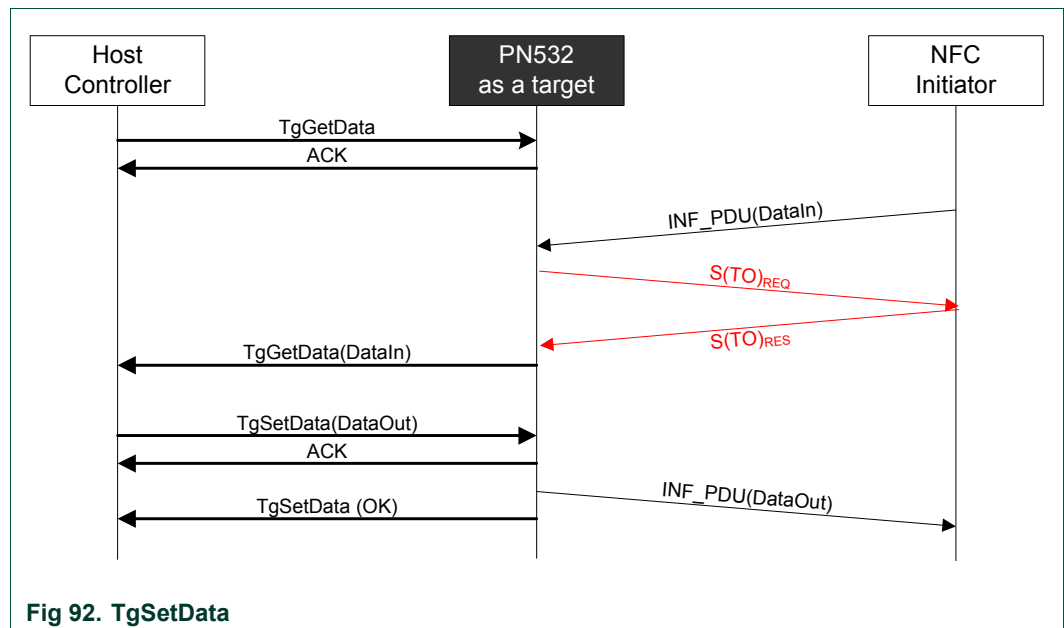 Host
Controller
PN532
as a target
NFC
Initiator
TgGetData
ACK
INF_PDU(DataIn)
S(TO)REQ
S(TO)RES
TgGetData(DataIn)
TgSetData(DataOut)
ACK
INF_PDU(DataOut)
TgSetData (OK)
Fig 92. TgSetData